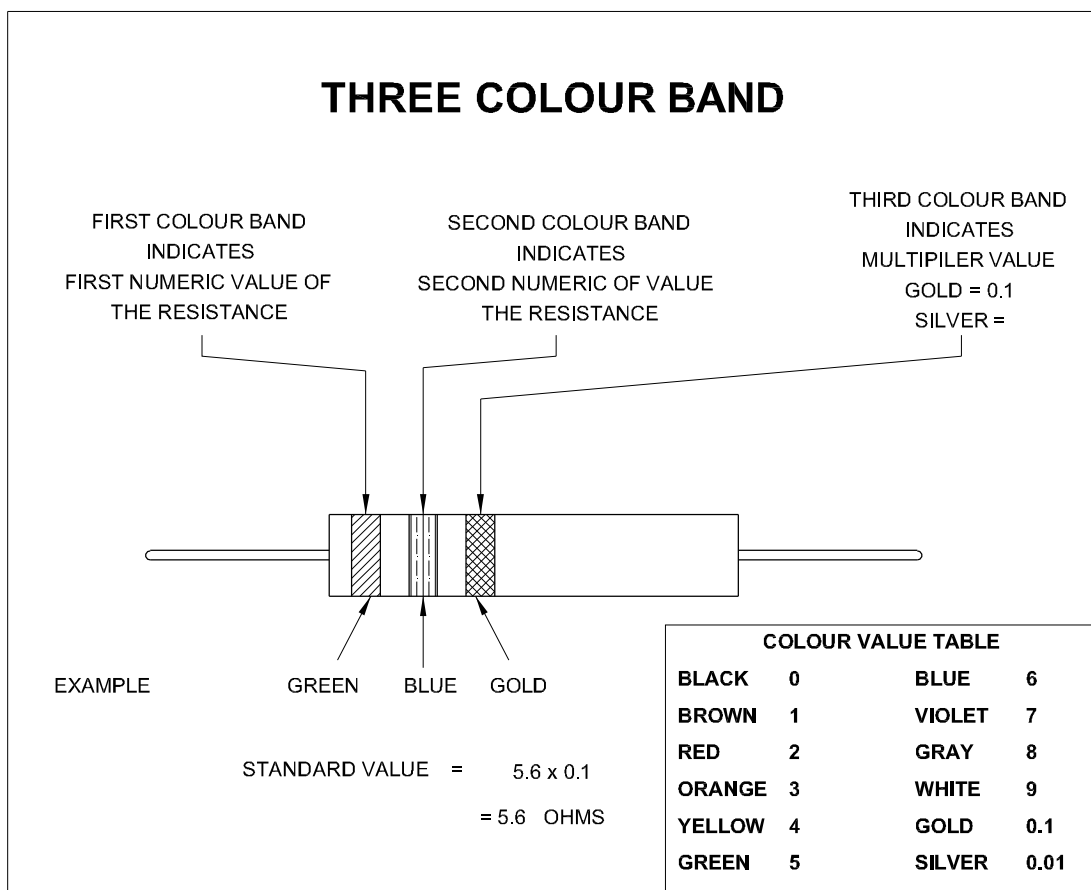 THREE COLOUR BAND
FIRST COLOUR BAND
INDICATES
FIRST NUMERIC VALUE OF
THE RESISTANCE
SECOND COLOUR BAND
INDICATES
SECOND NUMERIC OF VALUE
THE RESISTANCE
THIRD COLOUR BAND
INDICATES
MULTIPILER VALUE
GOLD = 0.1
SILVER =
EXAMPLE GREEN BLUE GOLD
STANDARD VALUE = 5.6 x 0.1
= 5.6 OHMS
COLOUR VALUE TABLE
BLACK 0 BLUE 6
BROWN 1 VIOLET 7
RED 2 GRAY 8
ORANGE 3 WHITE 9
YELLOW 4 GOLD 0.1
GREEN 5 SILVER 0.01